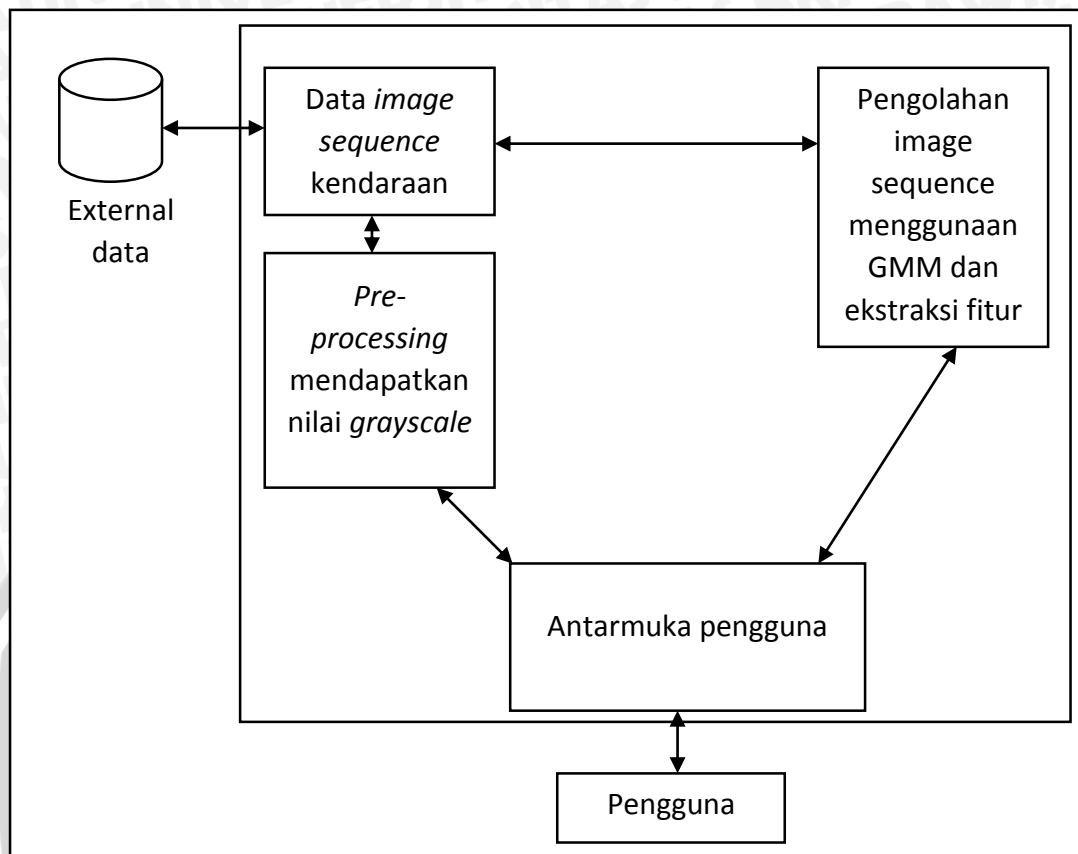 Data image
sequence
kendaraan
Pengolahan
image
sequence
menggunaan
GMM dan
ekstraksi fitur
External
data
Pre-
processing
mendapatkan
nilai grayscale
Antarmuka pengguna
Pengguna